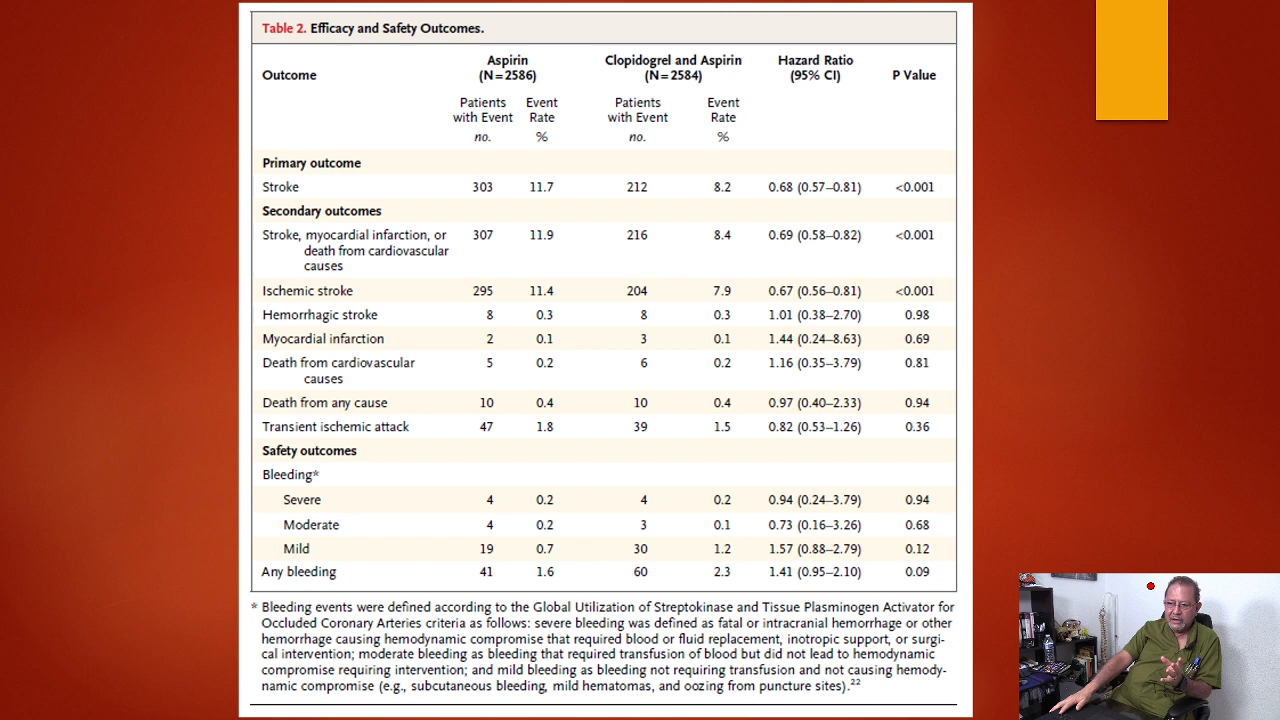 Table 2. Efficacy and Safety Outcomes.
Outcome Aspirin (N=2586) Clopidogrel and Aspirin (N=2584) Hazard Ratio (95% CI) P Value
Patients with Event Event Rate Patients with Event Event Rate
no. % no. %
Primary outcome
Stroke 303 11.7 212 8.2 0.68 (0.57–0.81) <0.001
Secondary outcomes
Stroke, myocardial infarction, or 307 11.9 216 8.4 0.69 (0.58–0.82) <0.001
death from cardiovascular
causes
Ischemic stroke 295 11.4 204 7.9 0.67 (0.56–0.81) <0.001
Hemorrhagic stroke 8 0.3 8 0.3 1.01 (0.38–2.70) 0.98
Myocardial infarction 2 0.1 3 0.1 1.44 (0.24–8.63) 0.69
Death from cardiovascular 5 0.2 6 0.2 1.16 (0.35–3.79) 0.81
causes
Death from any cause 10 0.4 10 0.4 0.97 (0.40–2.33) 0.94
Transient ischemic attack 47 1.8 39 1.5 0.82 (0.53–1.26) 0.36
Safety outcomes
Bleeding*
Severe 4 0.2 4 0.2 0.94 (0.24–3.79) 0.94
Moderate 4 0.2 3 0.1 0.73 (0.16–3.26) 0.68
Mild 19 0.7 30 1.2 1.57 (0.88–2.79) 0.12
Any bleeding 41 1.6 60 2.3 1.41 (0.95–2.10) 0.09
* Bleeding events were defined according to the Global Utilization of Streptokinase and Tissue Plasminogen Activator for
Occluded Coronary Arteries criteria as follows: severe bleeding was defined as fatal or intracranial hemorrhage or other
hemorrhage causing hemodynamic compromise that required blood or fluid replacement, inotropic support, or surgi-
cal intervention; moderate bleeding as bleeding that required transfusion of blood but did not lead to hemodynamic
compromise requiring intervention; and mild bleeding as bleeding not requiring transfusion and not causing hemody-
namic compromise (e.g., subcutaneous bleeding, mild hematomas, and oozing from puncture sites).22